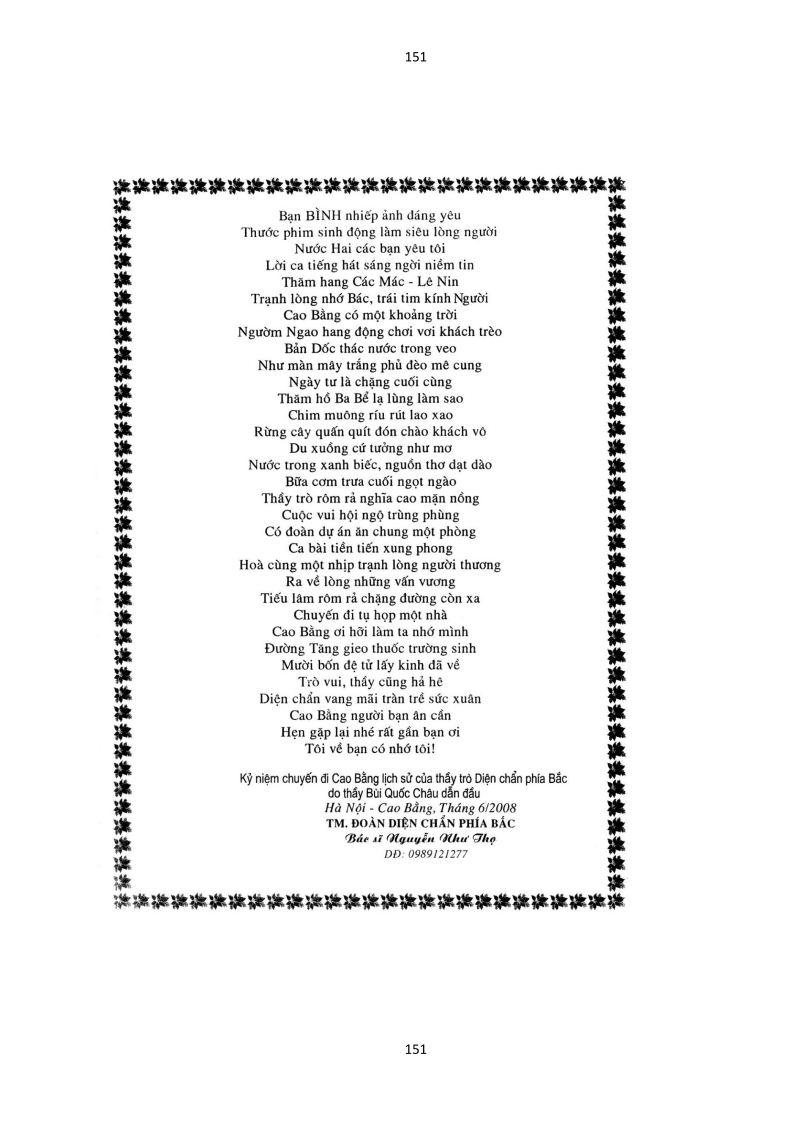 151
Bạn BÌNH nhiếp ảnh đáng yêu
Thước phim sinh động làm siêu lòng người
Nước Hai các bạn yêu tôi
Lời ca tiếng hát sáng ngời niềm tin
Thăm hang Các Mác - Lê Nin
Trạnh lòng nhớ Bác, trái tim kính Người
Cao Bằng có một khoảng trời
Ngườm Ngao hang động chơi vơi khách trèo
Bản Dốc thác nước trong veo
Như màn mây trắng phủ đèo mê cung
Ngày tư là chặng cuối cùng
Thăm hồ Ba Bể lạ lùng làm sao
Chim muông ríu rút lao xao
Rừng cây quấn quít đón chào khách vô
Du xuồng cứ tưởng như mơ
Nước trong xanh biếc, nguồn thơ dạt dào
Bữa cơm trưa cuối ngọt ngào
Thầy trò rôm rả nghĩa cao mặn nồng
Cuộc vui hội ngộ trùng phùng
Có đoàn dự án ăn chung một phòng
Ca bài tiền tiến xung phong
Hoà cùng một nhịp trạnh lòng người thương
Ra về lòng những vấn vương
Tiếu lâm rôm rả chặng đường còn xa
Chuyến đi tụ họp một nhà
Cao Bằng ơi hỡi làm ta nhớ mình
Đường Tăng gieo thuốc trường sinh
Mười bốn đệ tử lấy kinh đã về
Trò vui, thầy cũng hả hê
Diện chẩn vang mãi tràn trề sức xuân
Cao Bằng người bạn ân cần
Hẹn gặp lại nhé rất gần bạn ơi
Tôi về bạn có nhớ tôi!
Kỷ niệm chuyến đi Cao Bằng lịch sử của thầy trò Diện chẩn phía Bắc
do thầy Bùi Quốc Châu dẫn đầu
Hà Nội - Cao Bằng, Tháng 6/2008
TM. ĐOÀN DIỆN CHẨN PHÍA BẮC
Bác sĩ Nguyễn Như Thọ
DĐ: 0989121277
151